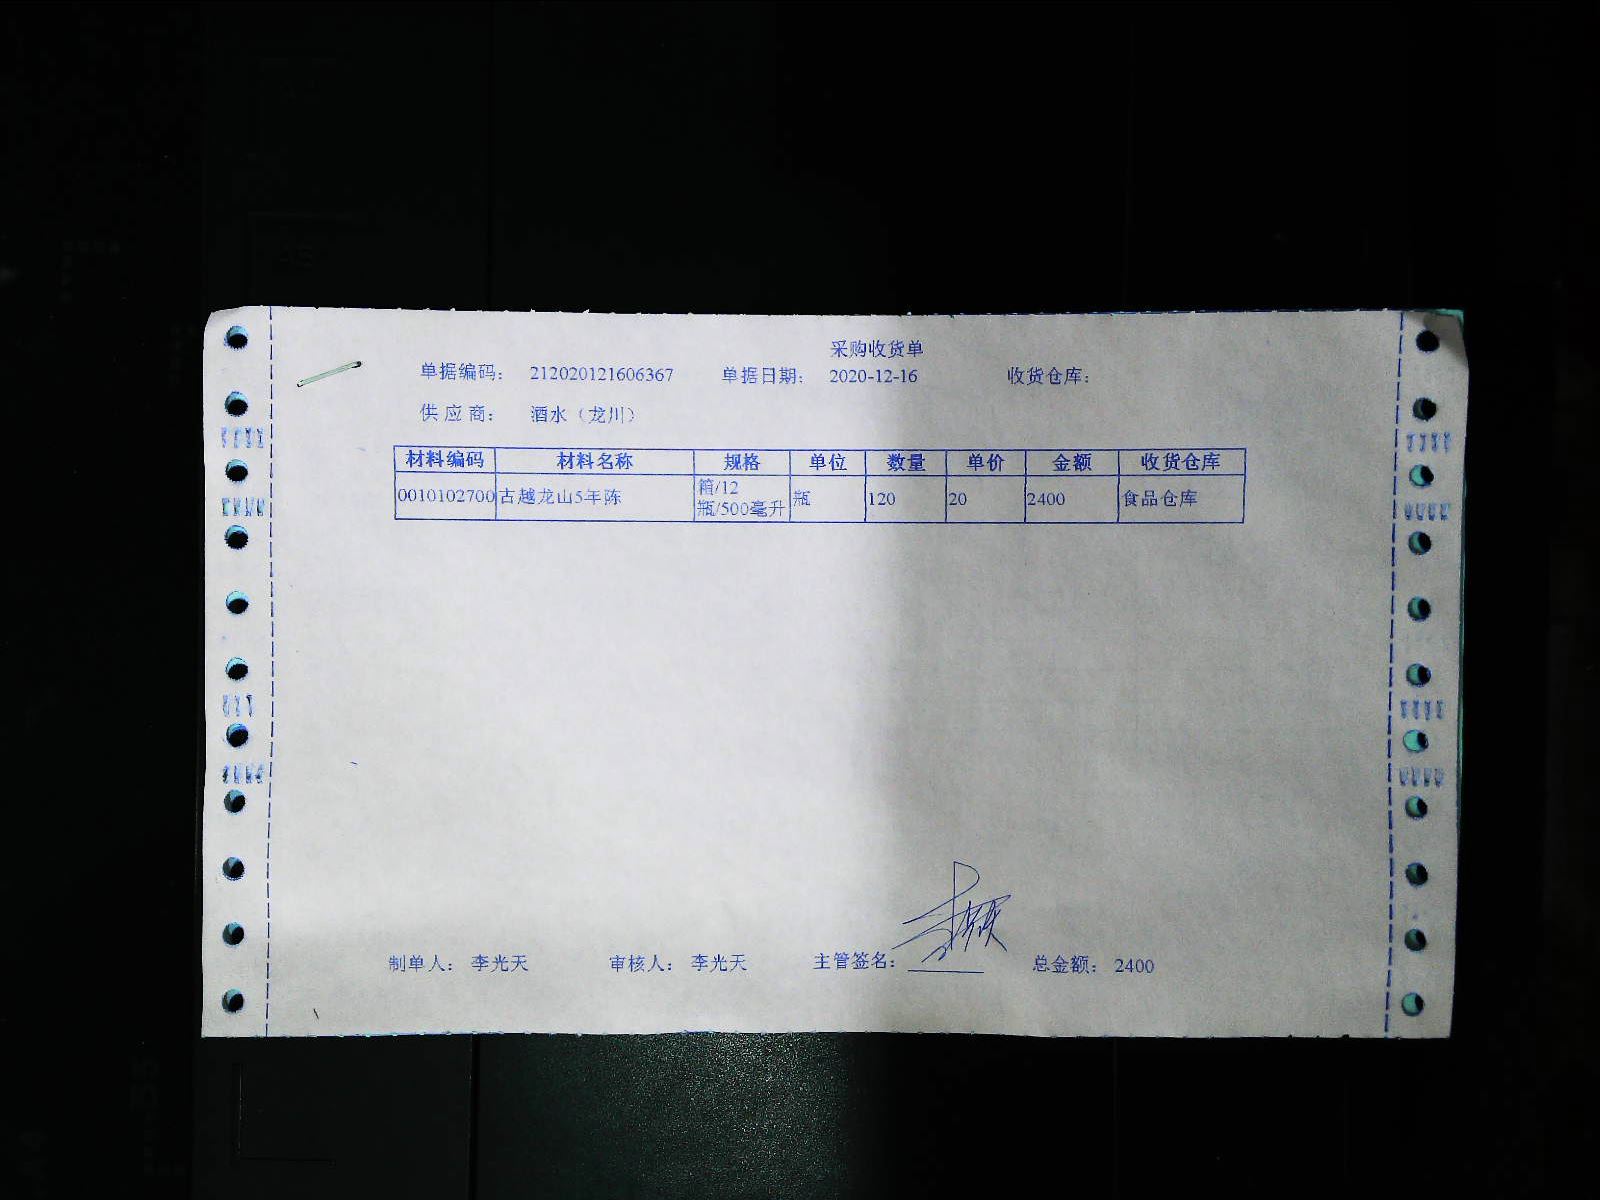 采购收货单
单据编码: 212020121606367 单据日期: 2020-12-16 收货仓库:
供应商: 酒水（龙川）
材料编码 材料名称 规格 单位 数量 单价 金额 收货仓库
0010102700 古越龙山5年陈 箱/12瓶/500毫升 瓶 120 20 2400 食品仓库
制单人: 李光天 审核人: 李光天 主管签名: 总金额: 2400